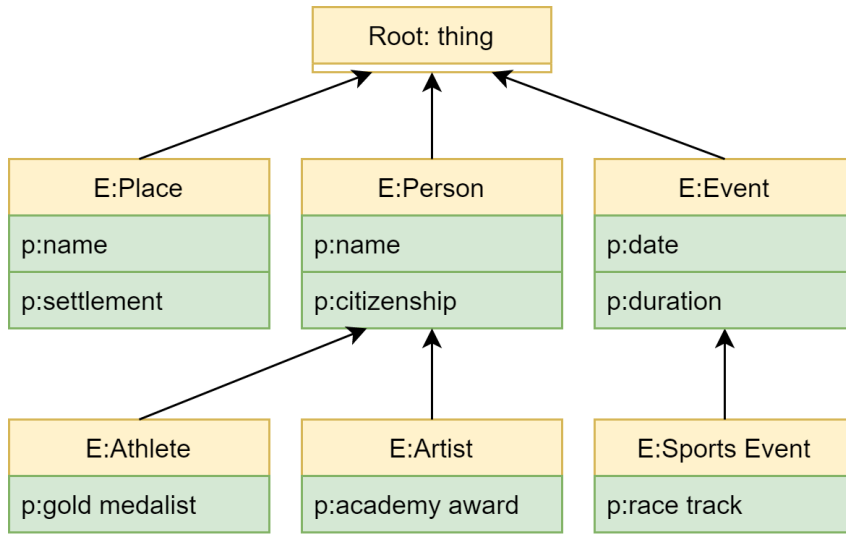 Root: thing
E:Place
p:name
p:settlement
E:Person
p:name
p:citizenship
E:Event
p:date
p:duration
E:Athlete
p:gold medalist
E:Artist
p:academy award
E:Sports Event
p:race track